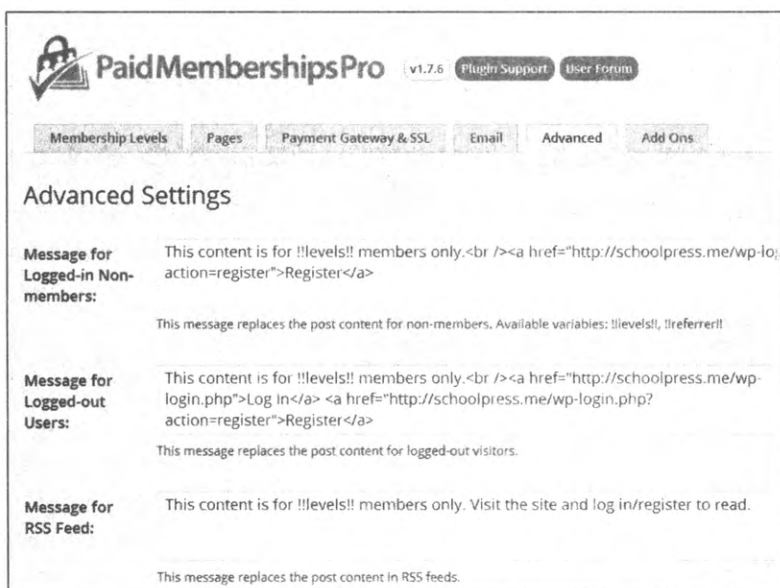 PaidMembershipsPro v1.7.6 Plugin Support User Forum
Membership Levels Pages Payment Gateway & SSL Email Advanced Add Ons
Advanced Settings
Message for Logged-in Non-members:
This content is for !!levels!! members only.<br /><a href="http://schoolpress.me/wp-log
action=register">Register</a>
This message replaces the post content for non-members. Available variables: !!levels!!, !!referrer!!
Message for Logged-out Users:
This content is for !!levels!! members only.<br /><a href="http://schoolpress.me/wp-
login.php">Log in</a> <a href="http://schoolpress.me/wp-login.php?
action=register">Register</a>
This message replaces the post content for logged-out visitors.
Message for RSS Feed:
This content is for !!levels!! members only. Visit the site and log in/register to read.
This message replaces the post content in RSS feeds.